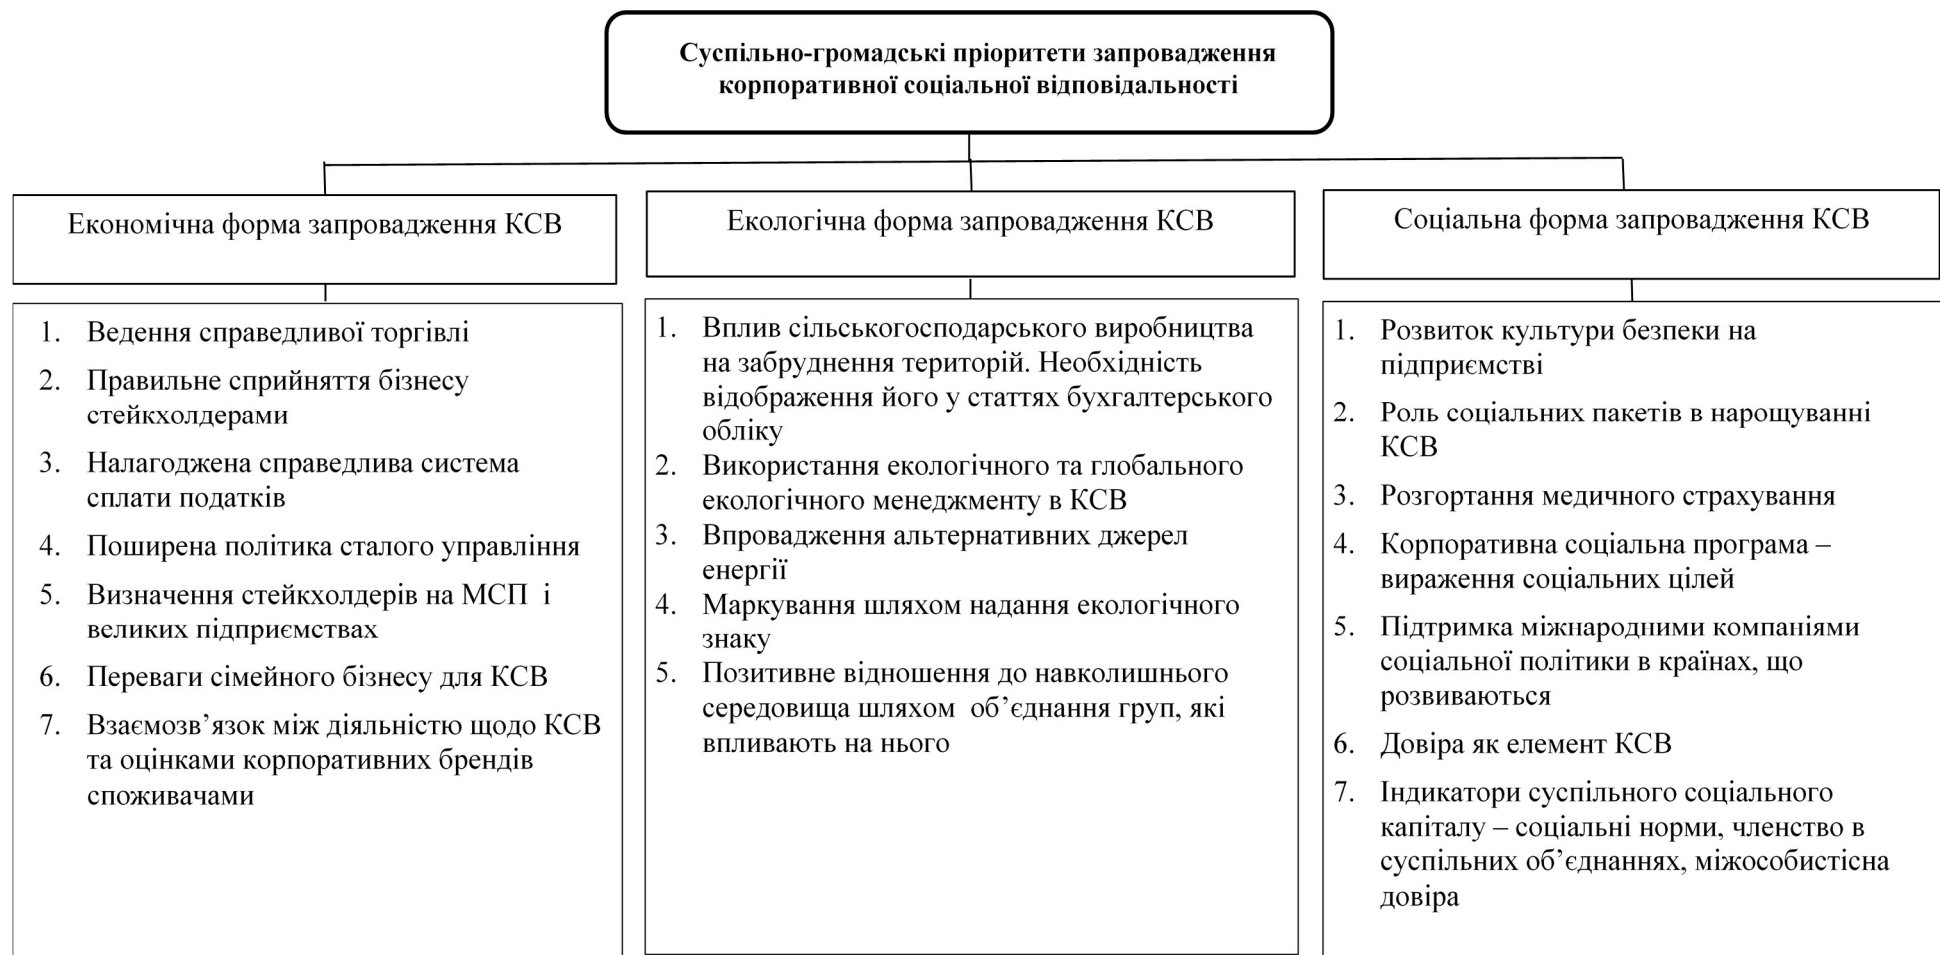 Суспільно-громадські пріоритети запровадження
корпоративної соціальної відповідальності
Економічна форма запровадження КСВ
Екологічна форма запровадження КСВ
Соціальна форма запровадження КСВ
1. Ведення справедливої торгівлі
2. Правильне сприйняття бізнесу
стейкхолдерами
3. Налагоджена справедлива система
сплати податків
4. Поширена політика сталого управління
5. Визначення стейкхолдерів на МСП і
великих підприємствах
6. Переваги сімейного бізнесу для КСВ
7. Взаємозв’язок між діяльністю щодо КСВ
та оцінками корпоративних брендів
споживачами
1. Вплив сільськогосподарського виробництва
на забруднення територій. Необхідність
відображення його у статтях бухгалтерського
обліку
2. Використання екологічного та глобального
екологічного менеджменту в КСВ
3. Впровадження альтернативних джерел
енергії
4. Маркування шляхом надання екологічного
знаку
5. Позитивне відношення до навколишнього
середовища шляхом об’єднання груп, які
впливають на нього
1. Розвиток культури безпеки на
підприємстві
2. Роль соціальних пакетів в нарощуванні
КСВ
3. Розгортання медичного страхування
4. Корпоративна соціальна програма –
вираження соціальних цілей
5. Підтримка міжнародними компаніями
соціальної політики в країнах, що
розвиваються
6. Довіра як елемент КСВ
7. Індикатори суспільного соціального
капіталу – соціальні норми, членство в
суспільних об’єднаннях, міжособистісна
довіра